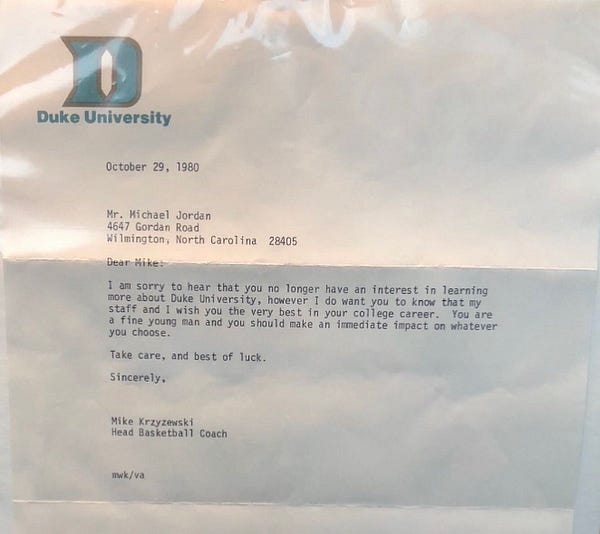 D
Duke University
October 29, 1980
Mr. Michael Jordan
4647 Gordan Road
Wilmington, North Carolina 28405
Dear Mike:
I am sorry to hear that you no longer have an interest in learning
more about Duke University, however I do want you to know that my
staff and I wish you the very best in your college career. You are
a fine young man and you should make an immediate impact on whatever
you choose.
Take care, and best of luck.
Sincerely,
Mike Krzyzewski
Head Basketball Coach
mwk/va